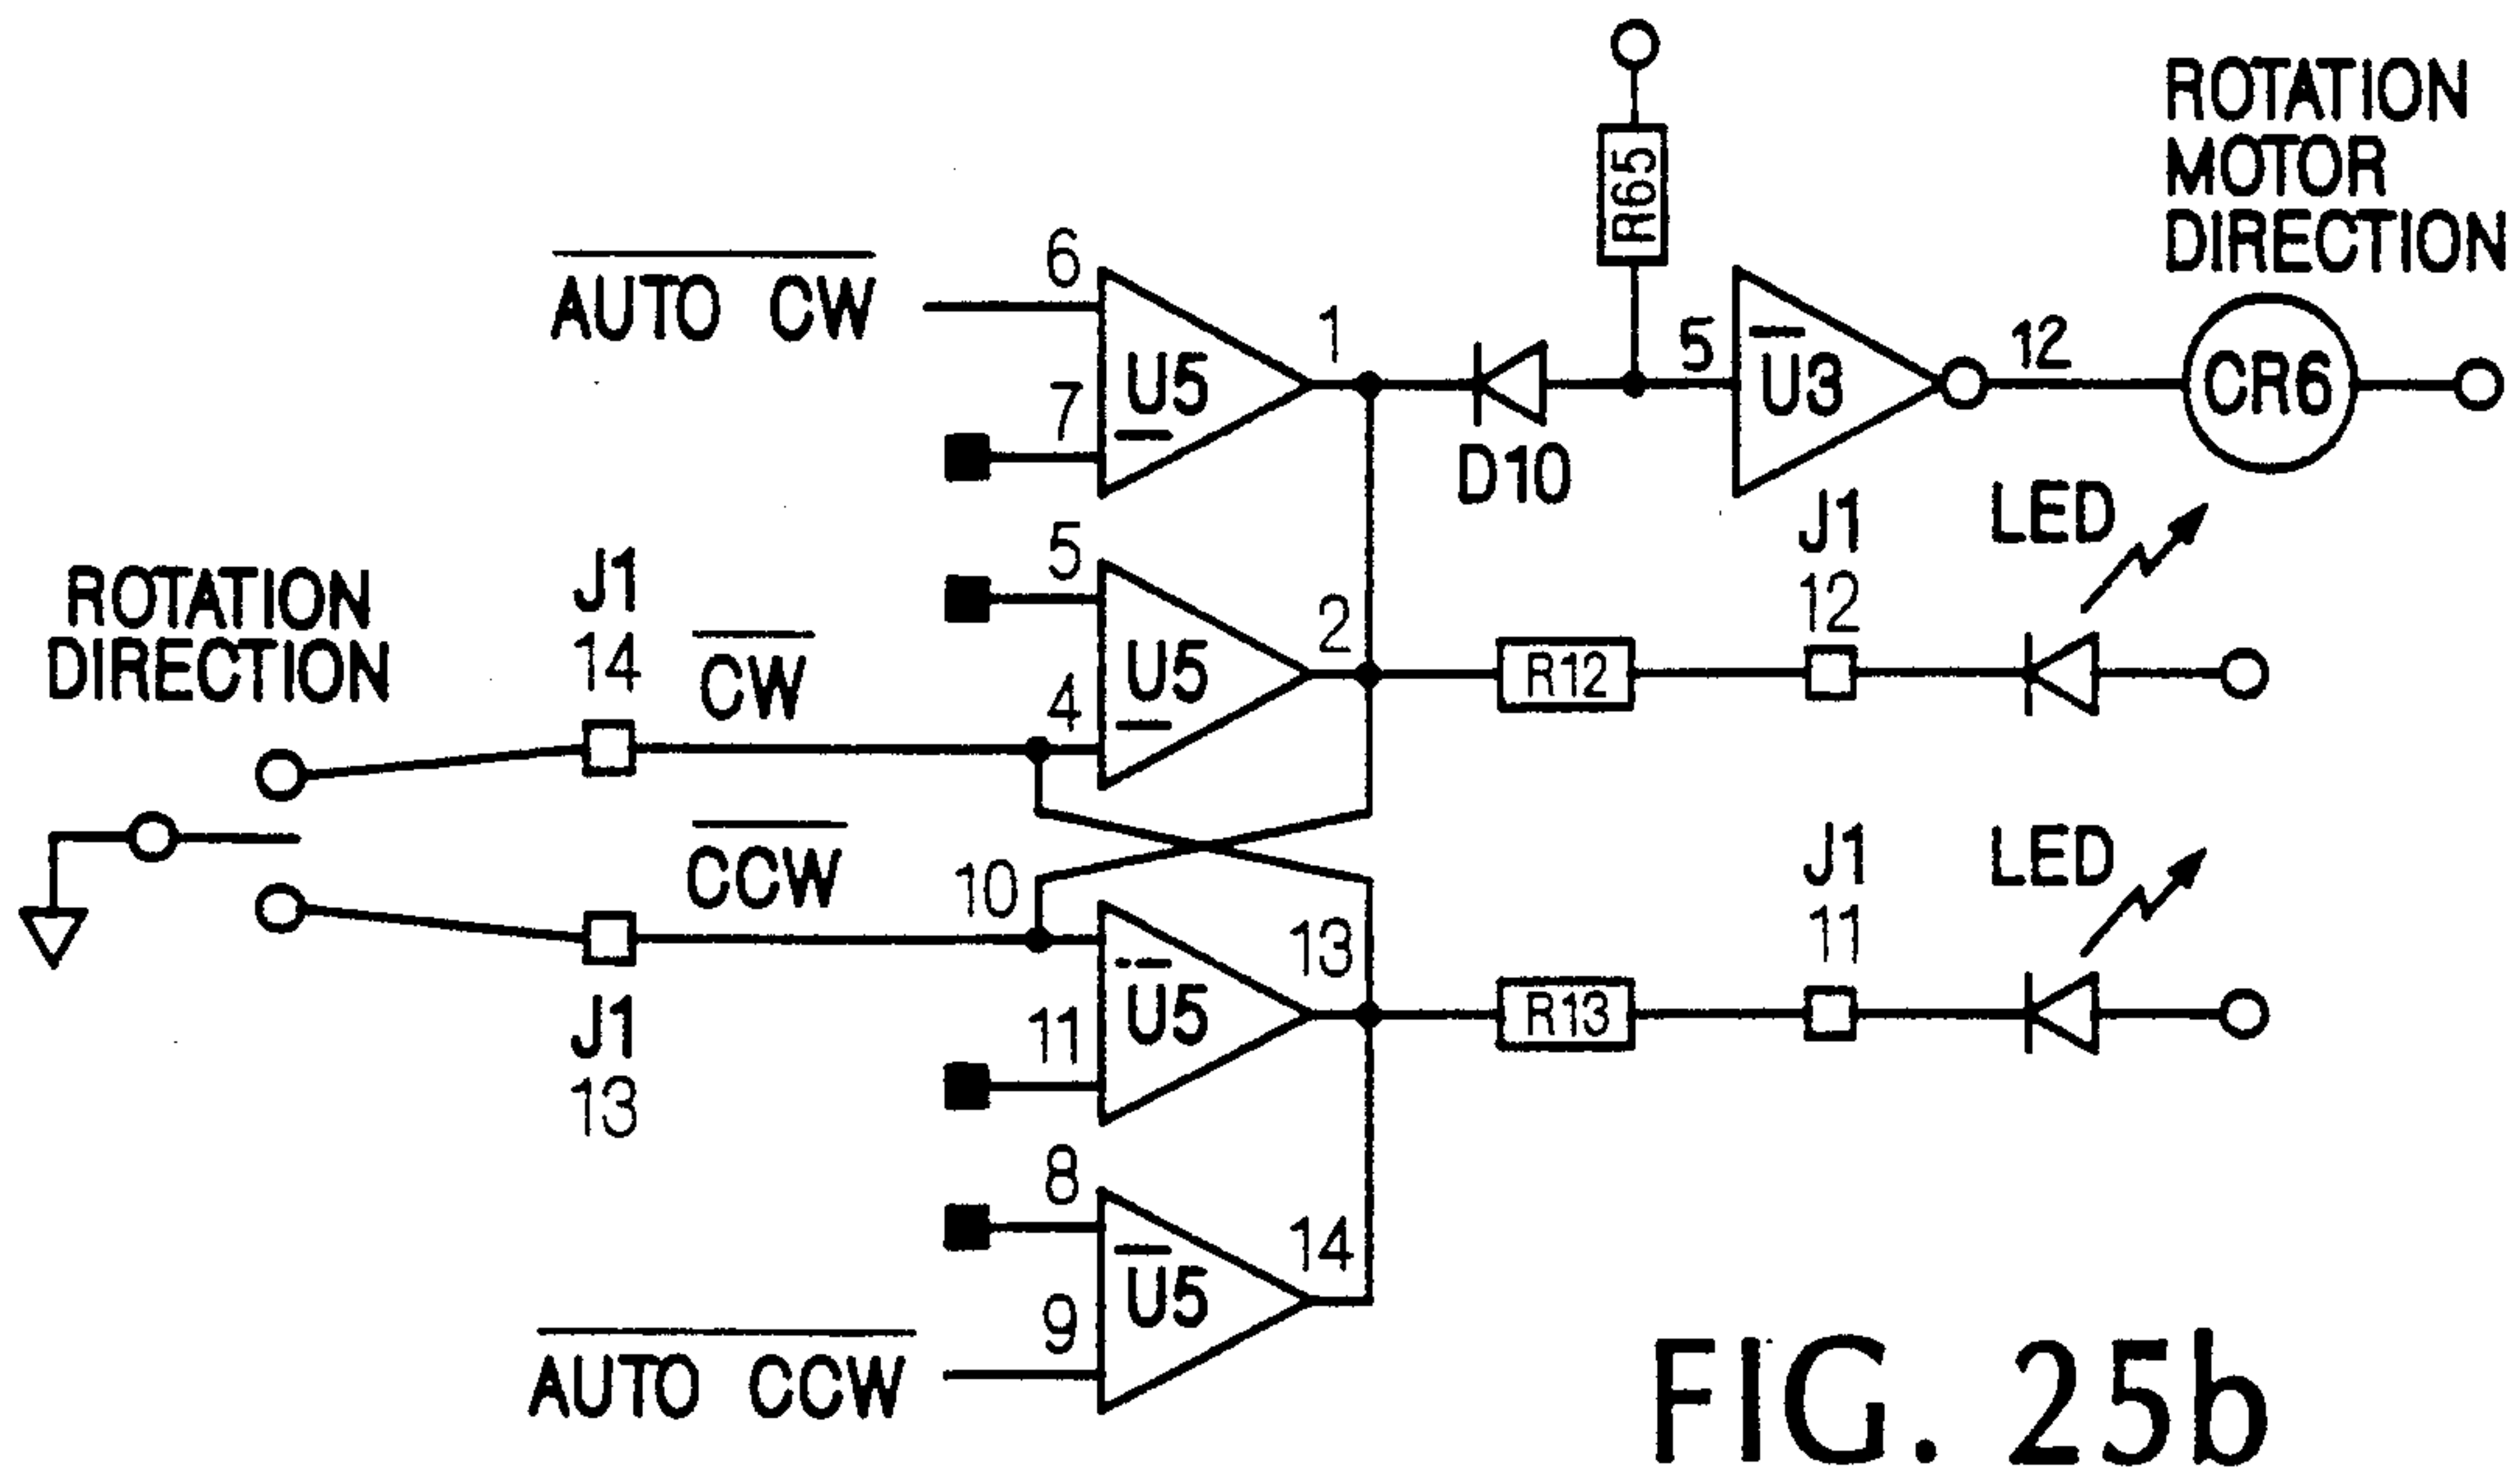 ROTATION
MOTOR
DIRECTION
R65
AUTO CW
6
7
U5
1
D10
5
U3
12
CR6
ROTATION
DIRECTION
J1
14
CW
5
4
U5
2
R12
J1
12
LED
CCW
J1
13
10
11
U5
13
R13
J1
11
LED
8
9
U5
14
AUTO CCW
FIG. 25b